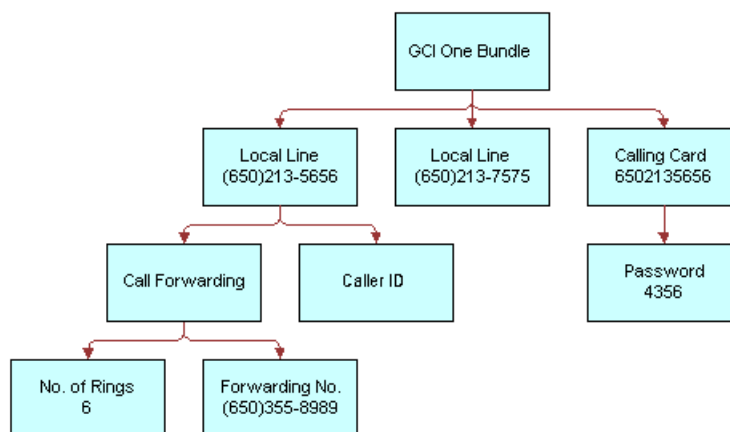 GCI One Bundle
Local Line
(650)213-5656
Local Line
(650)213-7575
Calling Card
6502135656
Call Forwarding
Caller ID
Password
4356
No. of Rings
6
Forwarding No.
(650)355-8989